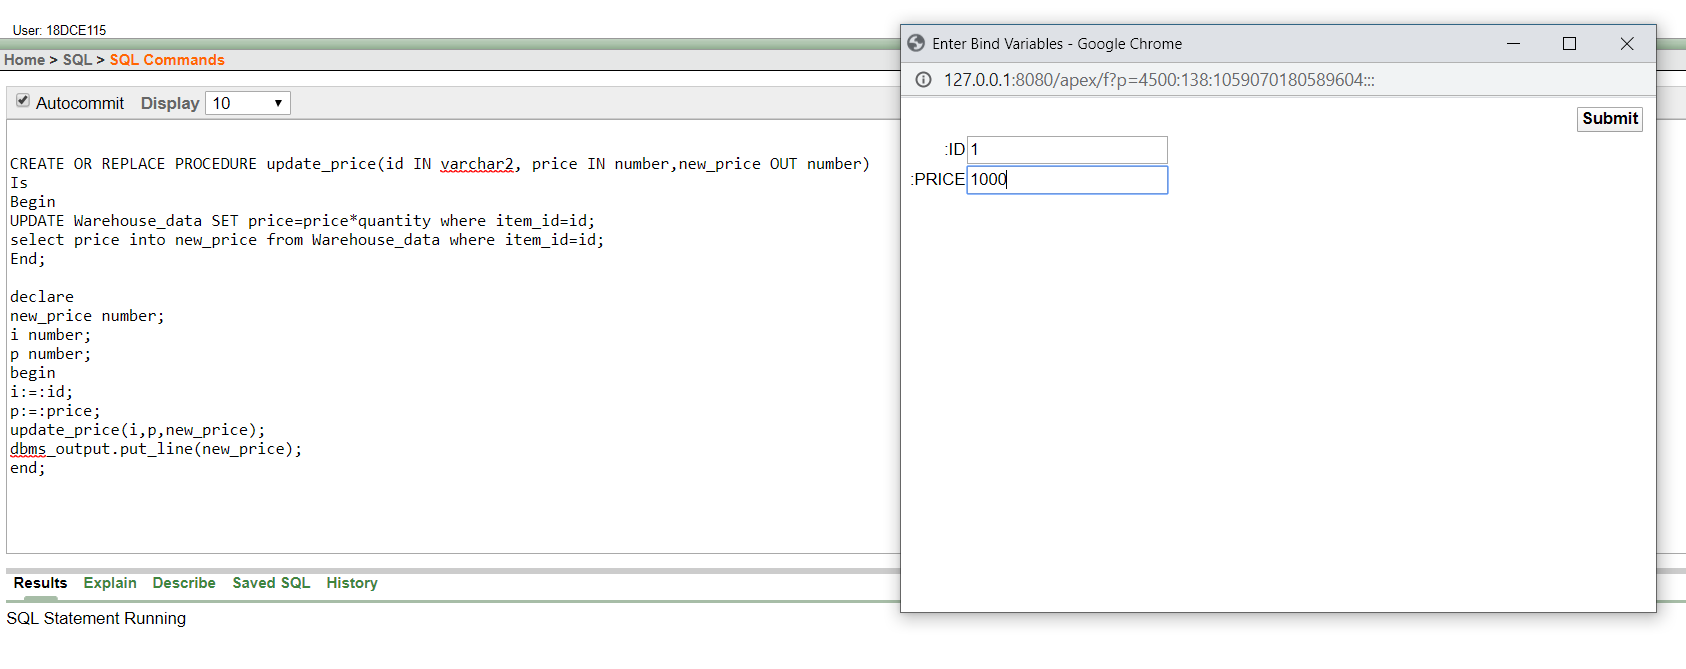 User: 18DCE115
Home > SQL > SQL Commands
Autocommit Display 10
CREATE OR REPLACE PROCEDURE update_price(id IN varchar2, price IN number,new_price OUT number)
Is
Begin
UPDATE Warehouse_data SET price=price*quantity where item_id=id;
select price into new_price from Warehouse_data where item_id=id;
End;
declare
new_price number;
i number;
p number;
begin
i:=:id;
p:=:price;
update_price(i,p,new_price);
dbms_output.put_line(new_price);
end;
Results Explain Describe Saved SQL History
SQL Statement Running
Enter Bind Variables - Google Chrome
127.0.0.1:8080/apex/f?p=4500:138:1059070180589604:::
Submit
:ID 1
:PRICE 1000